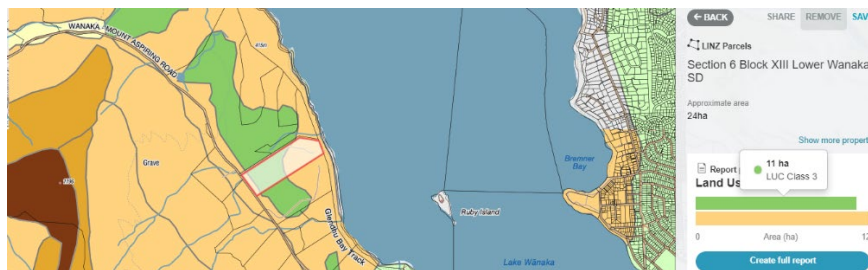 WANAKA - MOUNT ASPIRING ROAD
Grave
Glendhu Bay Track
Ruby Island
Bremner
Bay
Lake Wānaka
← BACK
SHARE
REMOVE
SAV
LINZ Parcels
Section 6 Block XIII Lower Wanaka
SD
Approximate area
24ha
Show more propert
Report
11 ha
LUC Class 3
Land Us
0
Area (ha)
12
Create full report